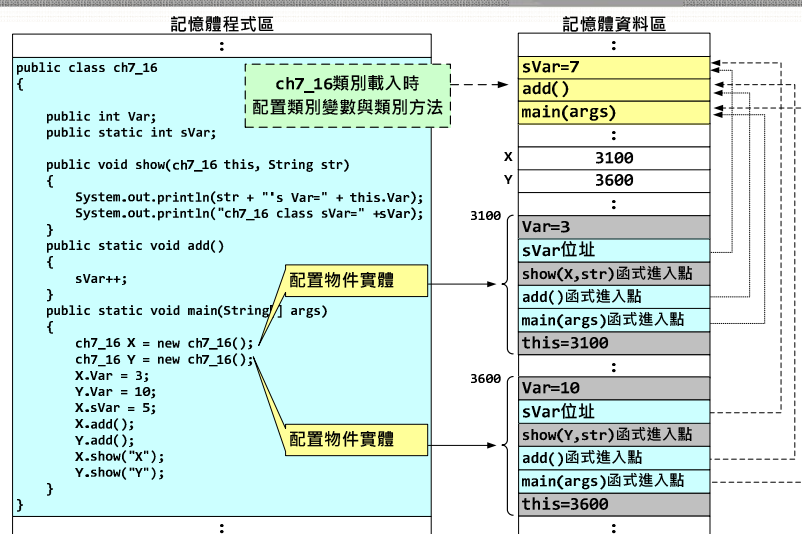 記憶體程式區
:
public class ch7_16
{
public int Var;
public static int sVar;
public void show(ch7_16 this, String str)
{
System.out.println(str + "'s Var=" + this.Var);
System.out.println("ch7_16 class sVar=" +sVar);
}
public static void add()
{
sVar++;
}
public static void main(String[] args)
{
ch7_16 X = new ch7_16();
ch7_16 Y = new ch7_16();
X.Var = 3;
Y.Var = 10;
X.sVar = 5;
X.add();
Y.add();
X.show("X");
Y.show("Y");
}
}
:
ch7_16類別載入時
配置類別變數與類別方法
配置物件實體
配置物件實體
記憶體資料區
:
sVar=7
add()
main(args)
:
X 3100
Y 3600
:
3100
Var=3
sVar位址
show(X,str)函式進入點
add()函式進入點
main(args)函式進入點
this=3100
:
3600
Var=10
sVar位址
show(Y,str)函式進入點
add()函式進入點
main(args)函式進入點
this=3600
: